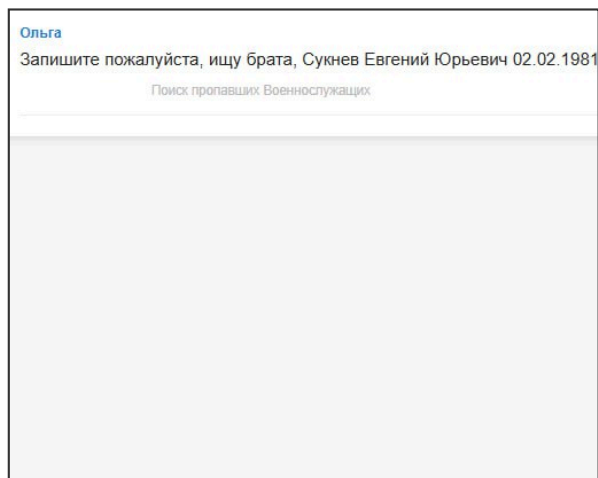 Ольга
Запишите пожалуйста, ищу брата, Сукнев Евгений Юрьевич 02.02.1981
Поиск пропавших Военнослужащих